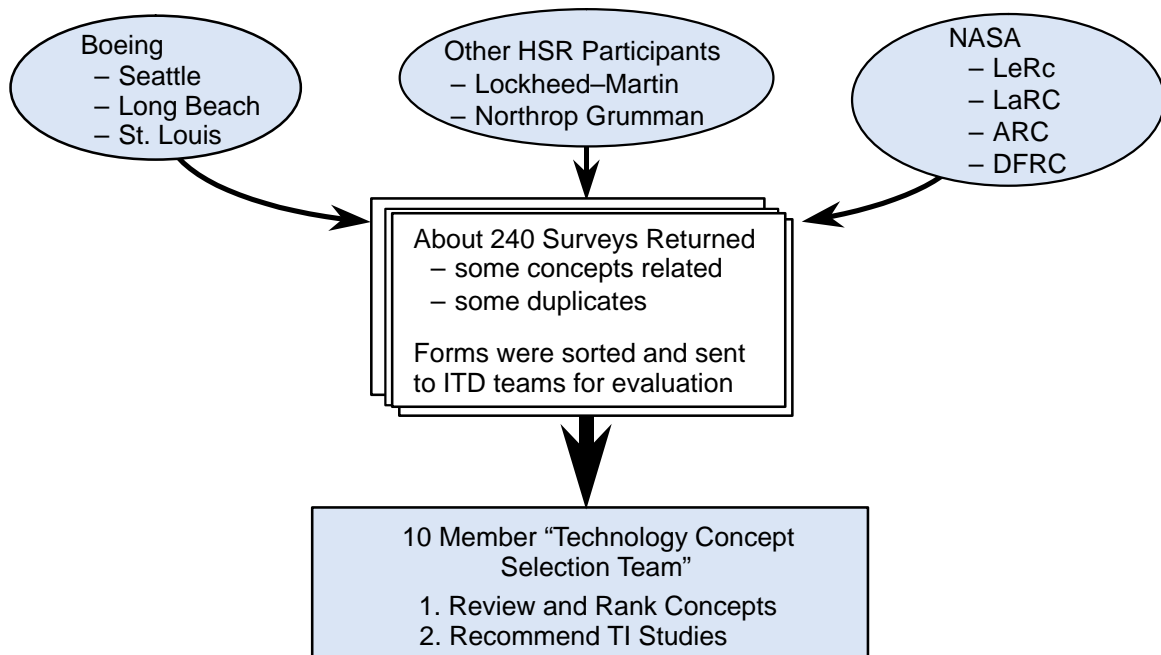 Boeing
– Seattle
– Long Beach
– St. Louis
Other HSR Participants
– Lockheed–Martin
– Northrop Grumman
NASA
– LeRc
– LaRC
– ARC
– DFRC
About 240 Surveys Returned
– some concepts related
– some duplicates
Forms were sorted and sent
to ITD teams for evaluation
10 Member “Technology Concept
Selection Team”
1. Review and Rank Concepts
2. Recommend TI Studies